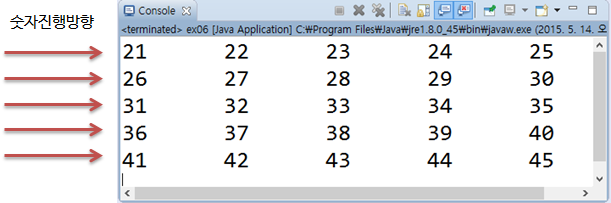 숫자진행방향
Console
<terminated> ex06 [Java Application] C:₩Program Files₩Java₩jre1.8.0_45₩bin₩javaw.exe (2015. 5. 14. 오
21 22 23 24 25
26 27 28 29 30
31 32 33 34 35
36 37 38 39 40
41 42 43 44 45